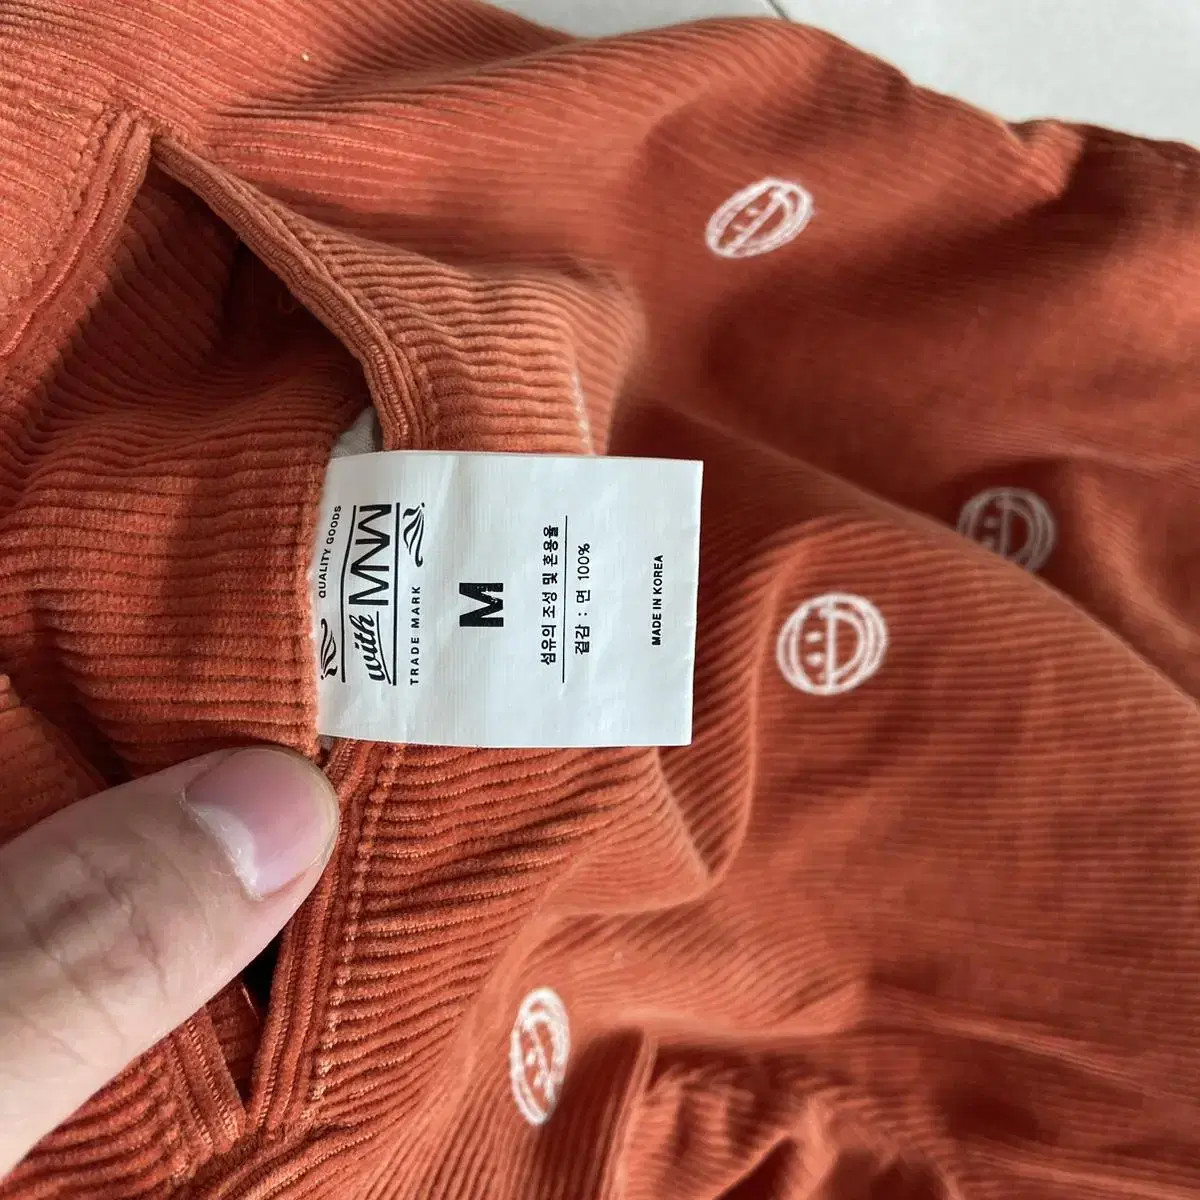 QUALITY GOODS
with MNW
TRADE MARK
M
섬유의 조성 및 혼용율
겉감 : 면 100%
MADE IN KOREA